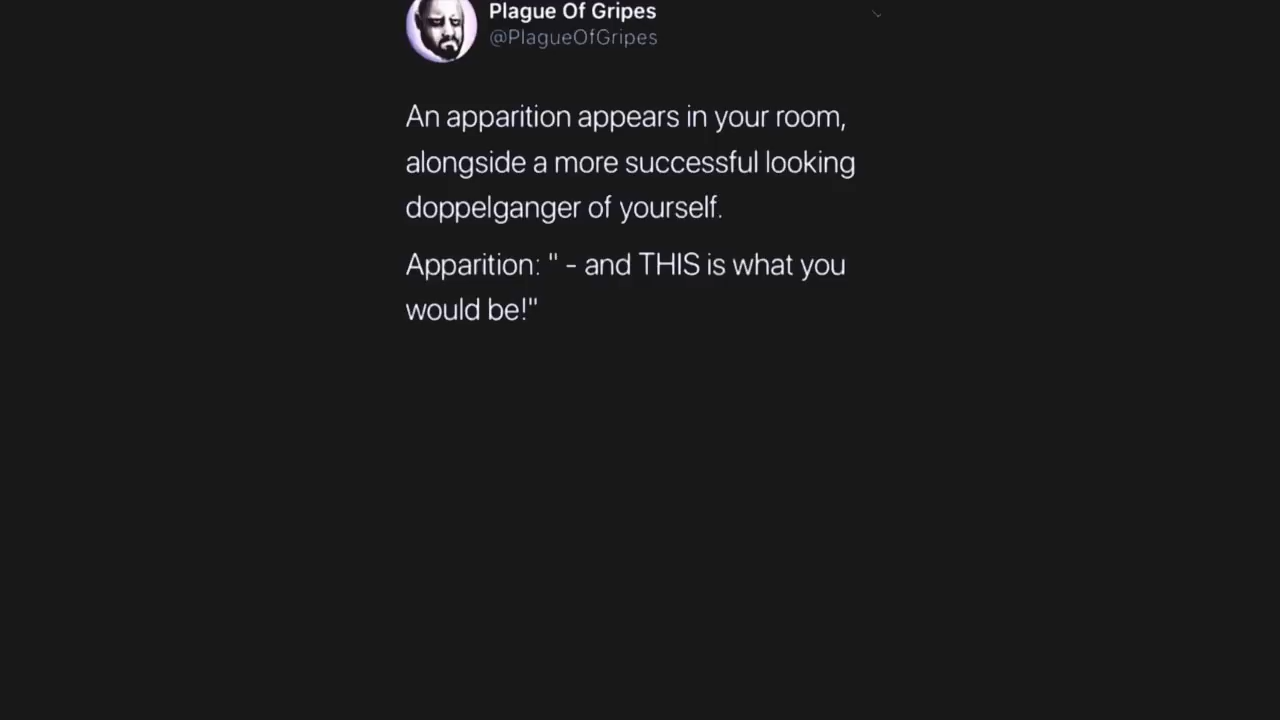 Plague Of Gripes
@PlagueOfGripes
An apparition appears in your room,
alongside a more successful looking
doppelganger of yourself.
Apparition: " - and THIS is what you
would be!"